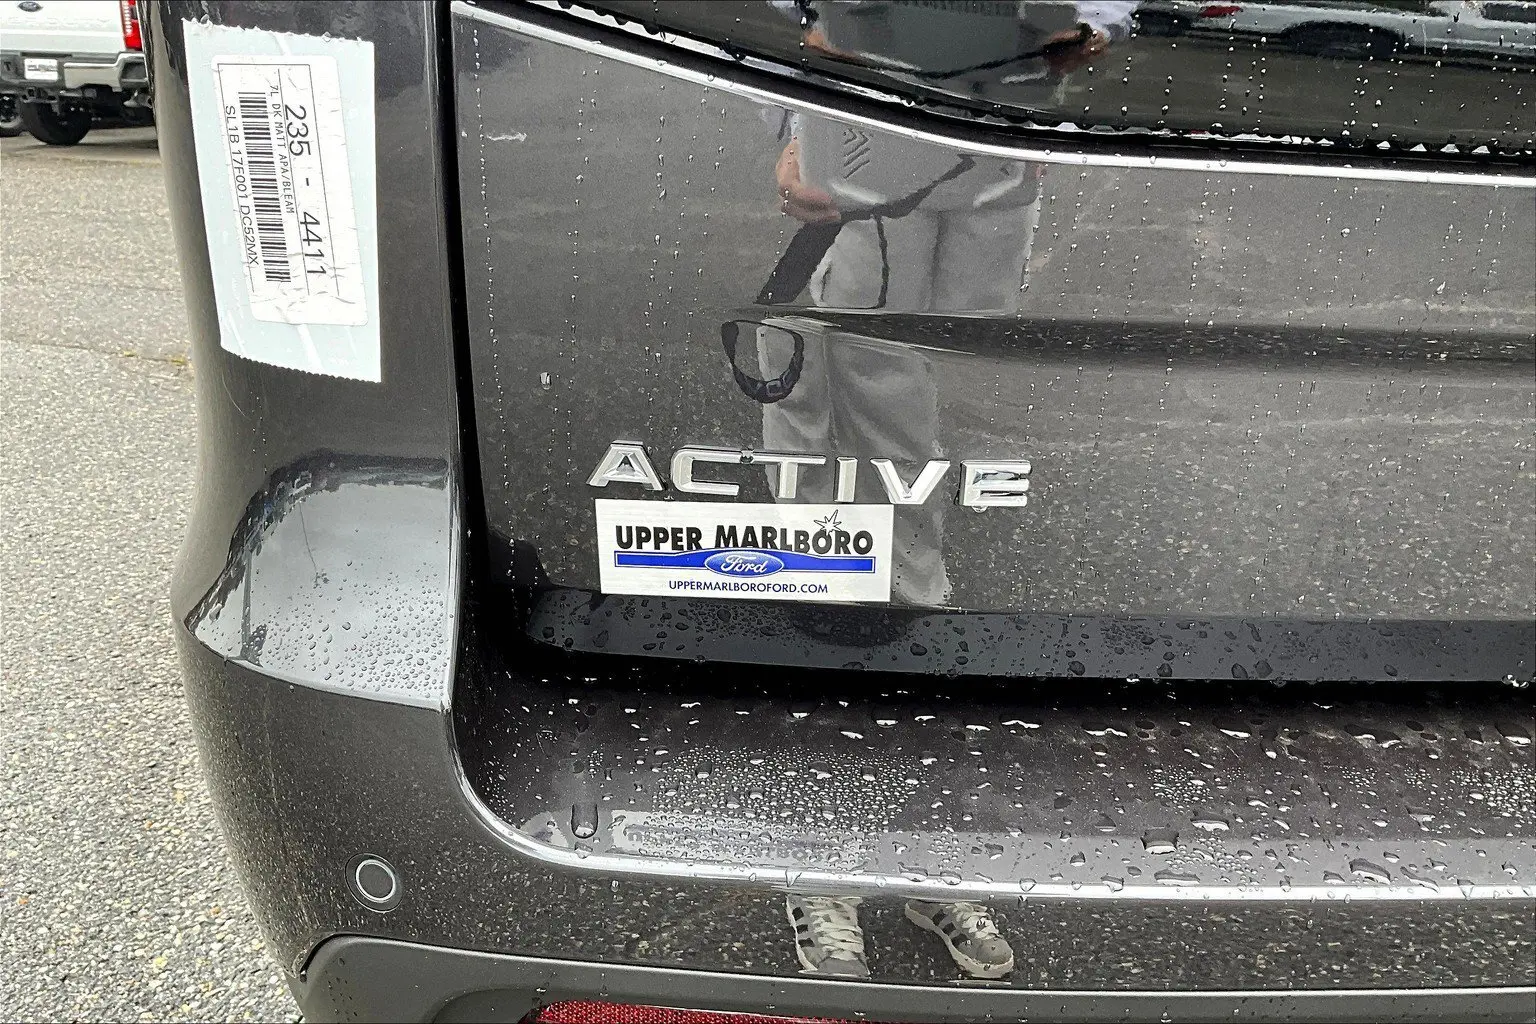 235 - 4411
7L DK MATT APA/BLEAM
SL1B 17F001 DC52MX
ACTIVE
UPPER MARLBORO
Ford
UPPERMARLBOROFORD.COM